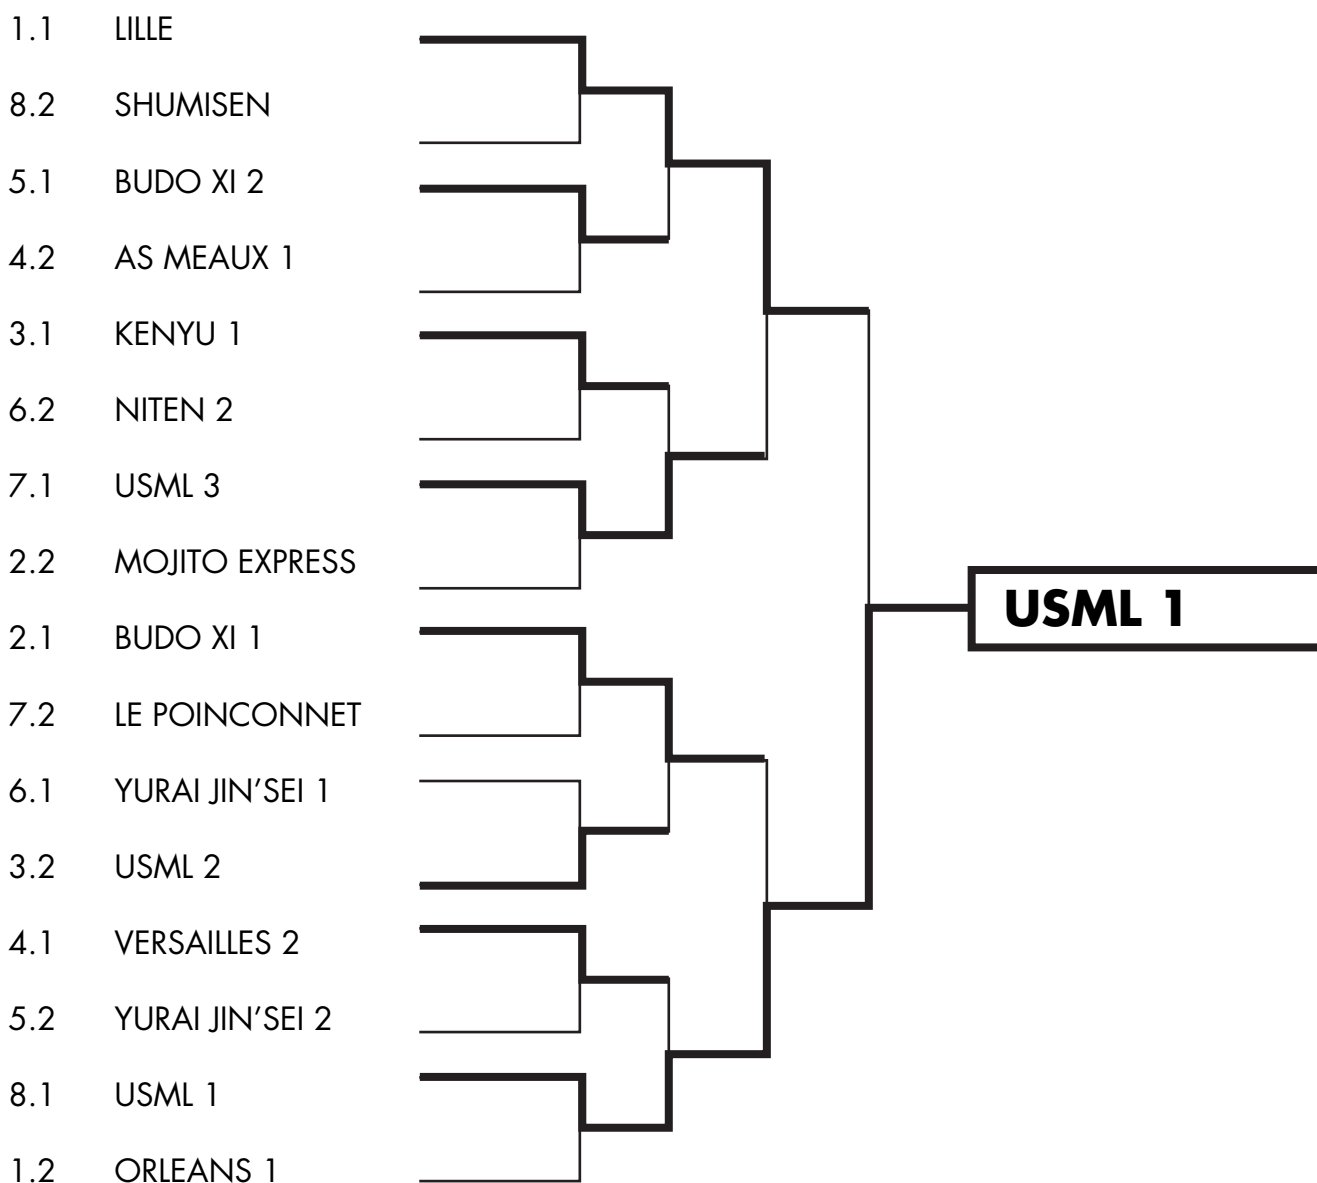 1.1 LILLE
8.2 SHUMISEN
5.1 BUDO XI 2
4.2 AS MEAUX 1
3.1 KENYU 1
6.2 NITEN 2
7.1 USML 3
2.2 MOJITO EXPRESS
2.1 BUDO XI 1
7.2 LE POINCONNET
6.1 YURAI JIN’SEI 1
3.2 USML 2
4.1 VERSAILLES 2
5.2 YURAI JIN’SEI 2
8.1 USML 1
1.2 ORLEANS 1
USML 1